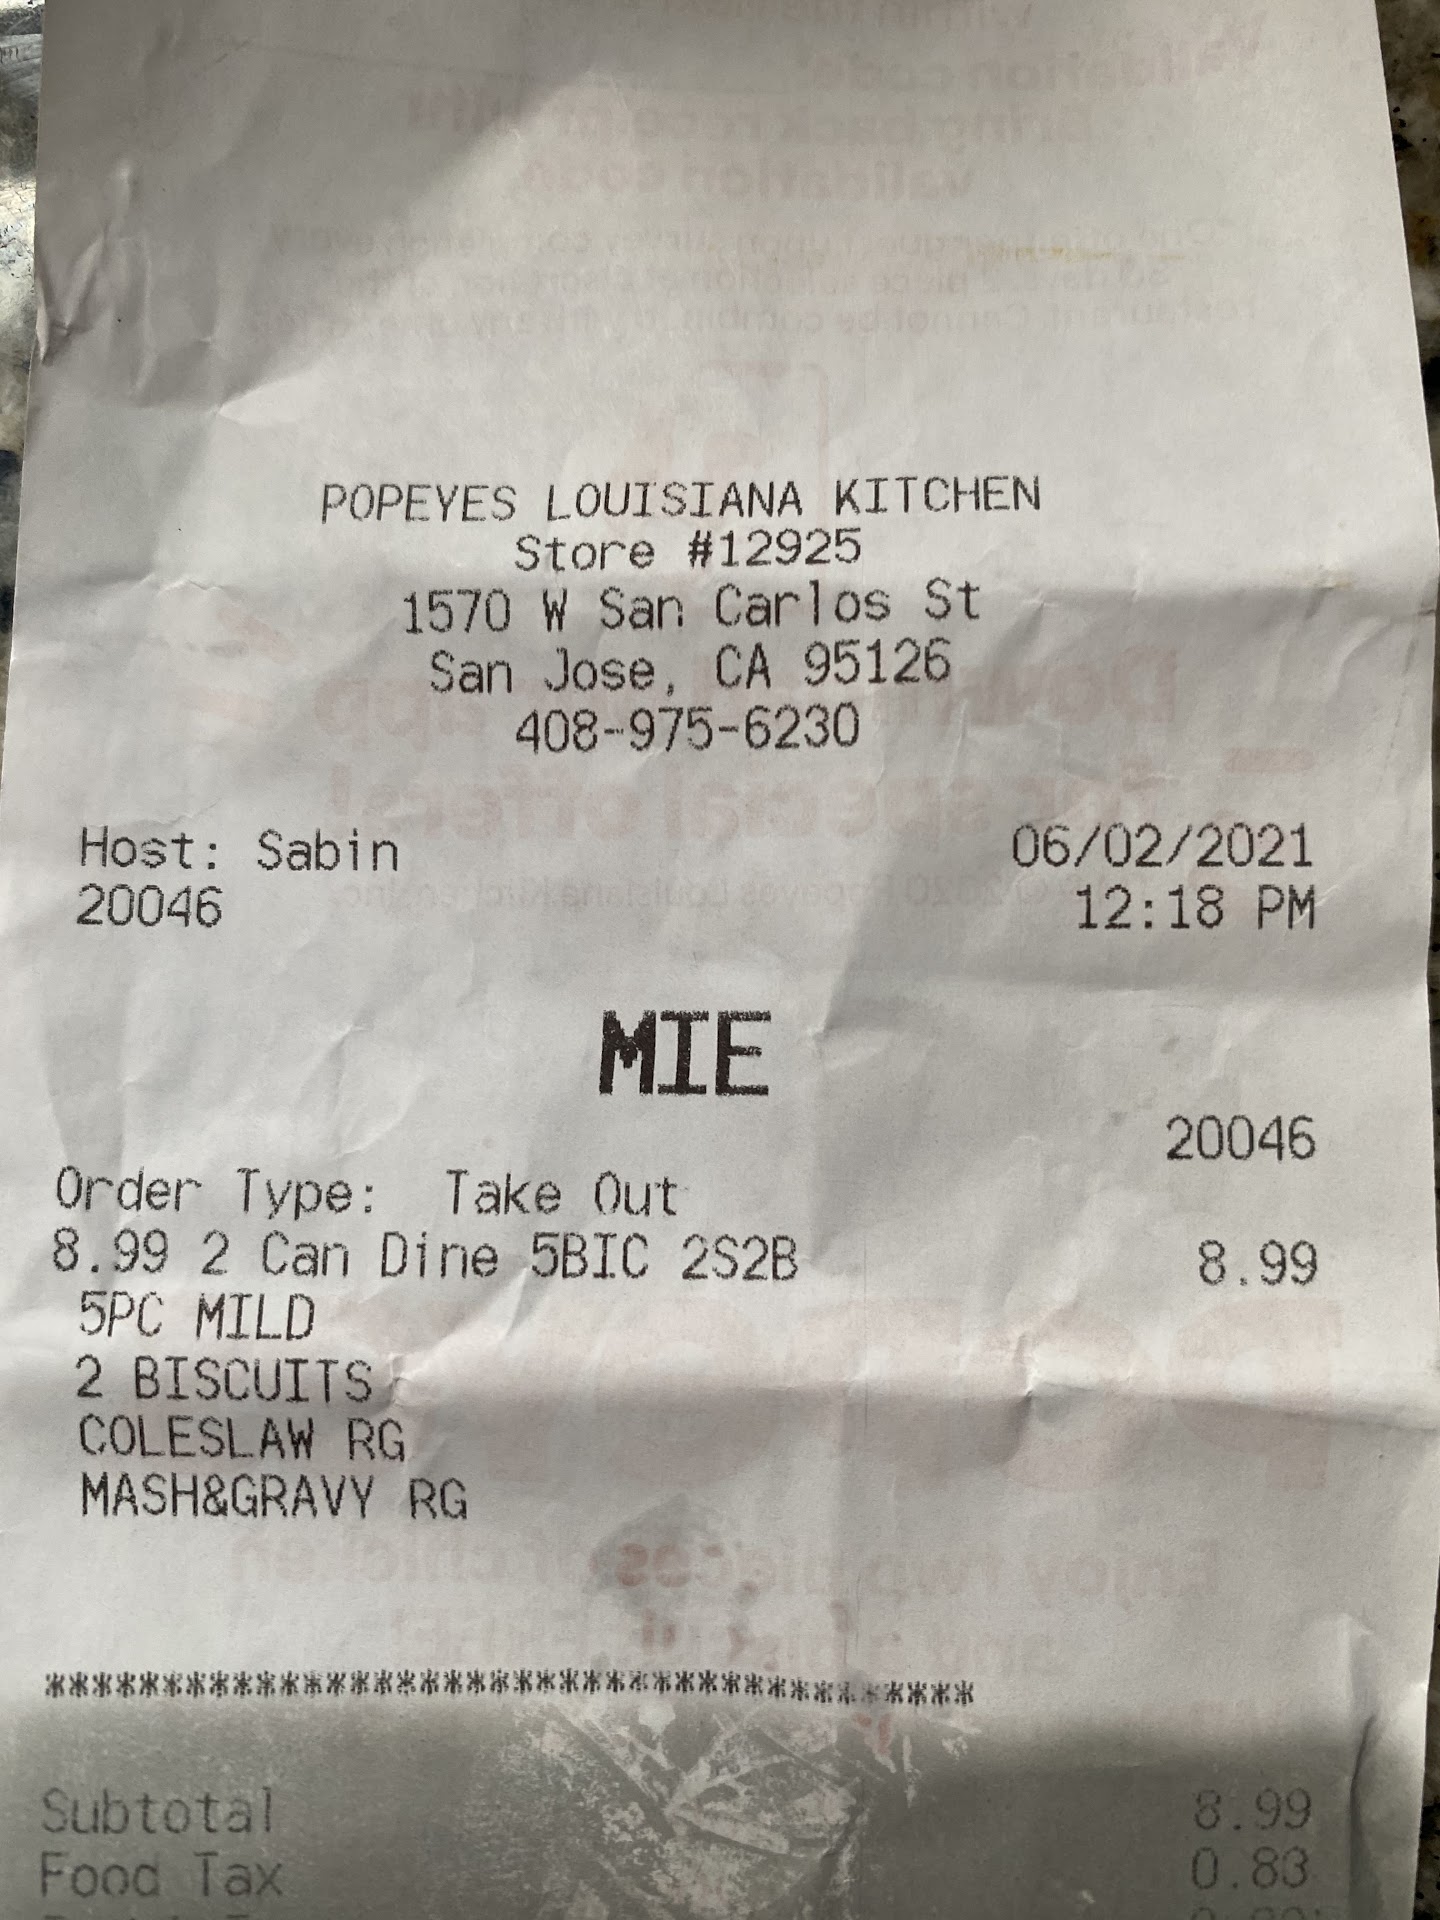 POPEYES LOUISIANA KITCHEN
Store #12925
1570 W San Carlos St
San Jose, CA 95126
408-975-6230
Host: Sabin 06/02/2021
20046 12:18 PM
MIE
20046
Order Type: Take Out
8.99 2 Can Dine 5BIC 2S2B 8.99
5PC MILD
2 BISCUITS
COLESLAW RG
MASH&GRAVY RG
****************************************
Subtotal 8.99
Food Tax 0.83